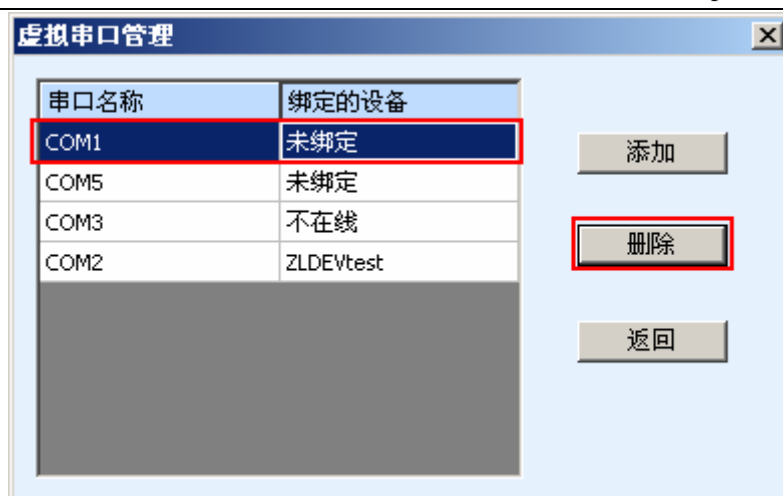 虚拟串口管理
串口名称 绑定的设备
COM1 未绑定
COM5 未绑定
COM3 不在线
COM2 ZLDEVtest
添加
删除
返回